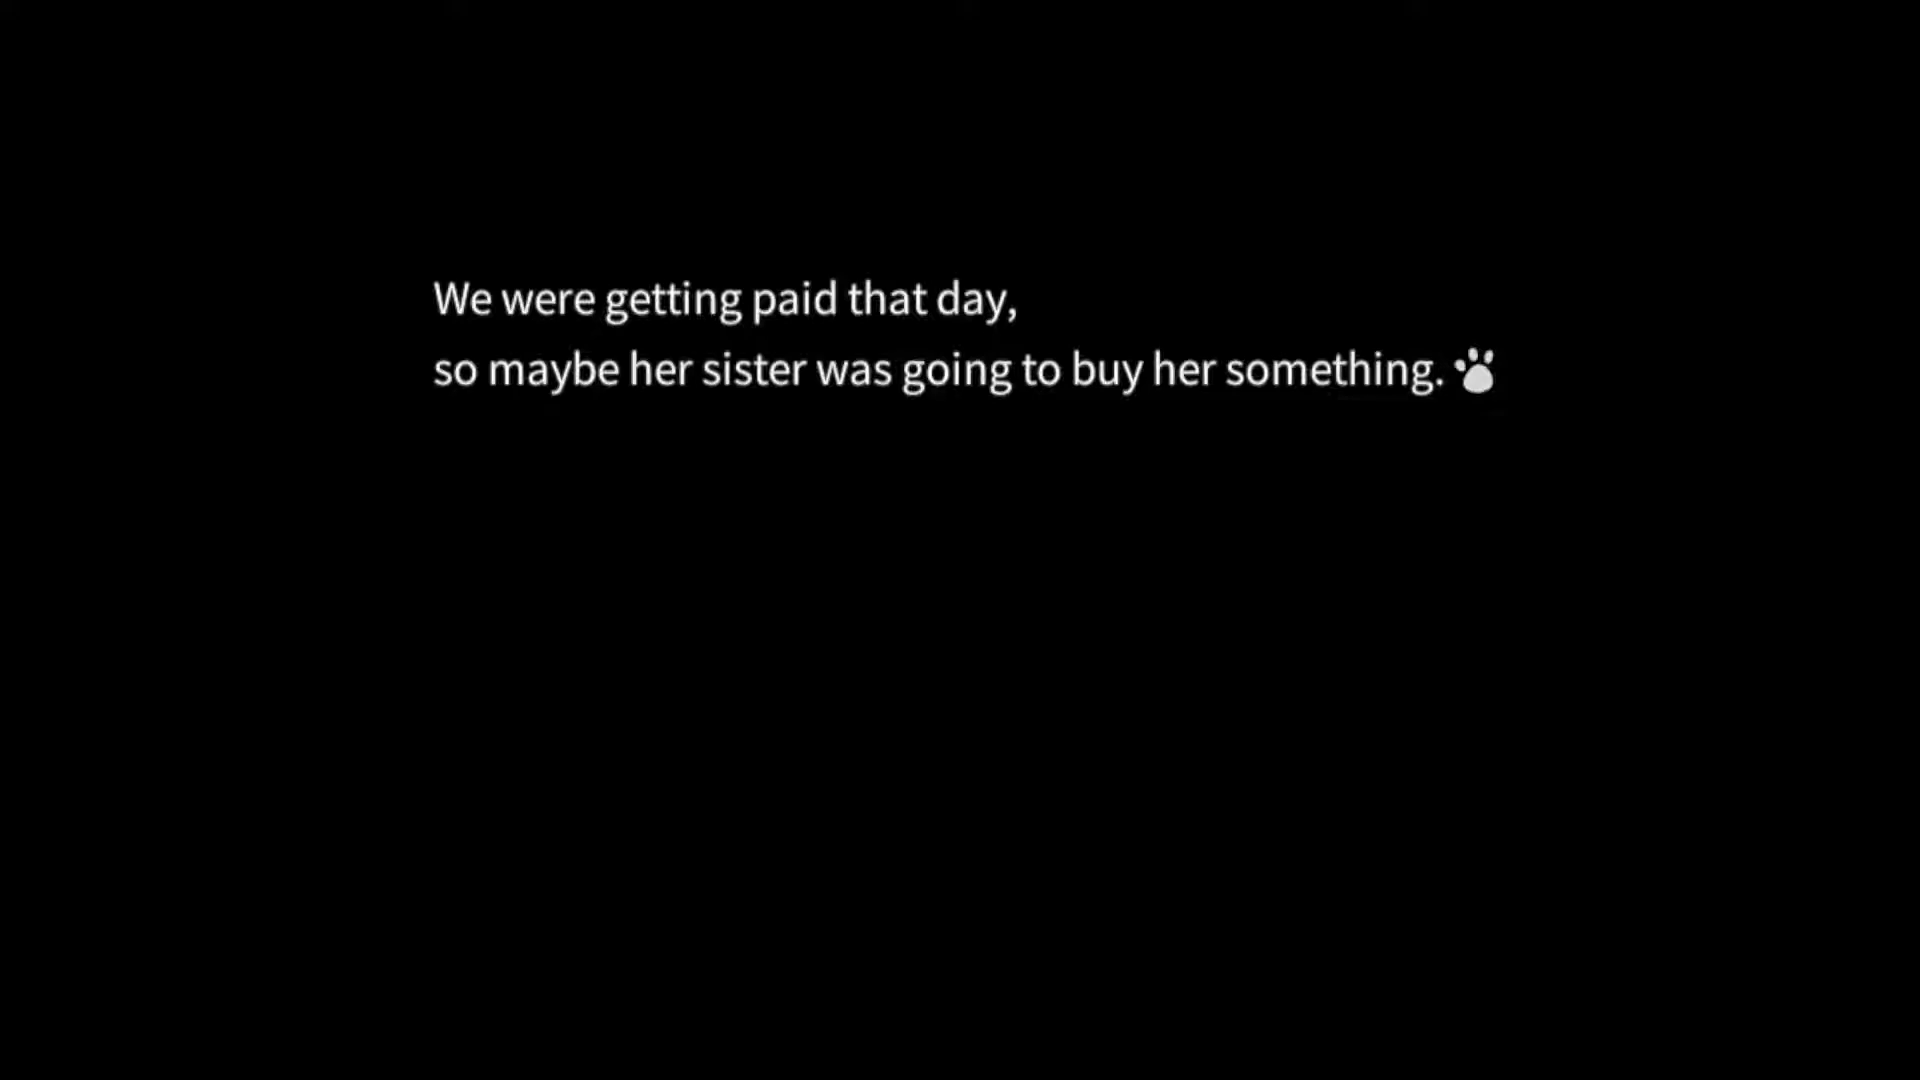 We were getting paid that day,
so maybe her sister was going to buy her something.